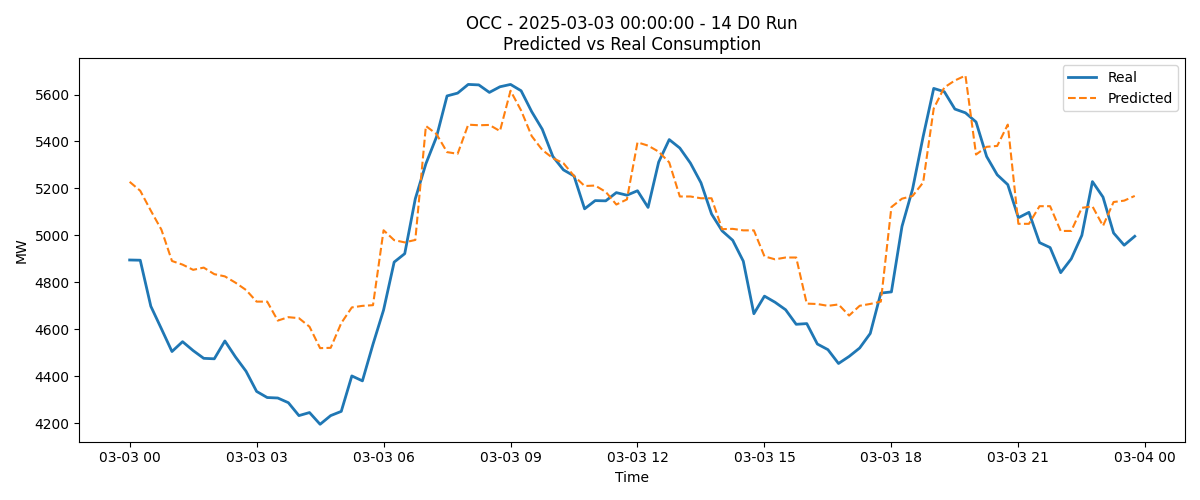 OCC - 2025-03-03 00:00:00 - 14 D0 Run
Predicted vs Real Consumption
Real
Predicted
MW
5600
5400
5200
5000
4800
4600
4400
4200
03-03 00
03-03 03
03-03 06
03-03 09
03-03 12
03-03 15
03-03 18
03-03 21
03-04 00
Time